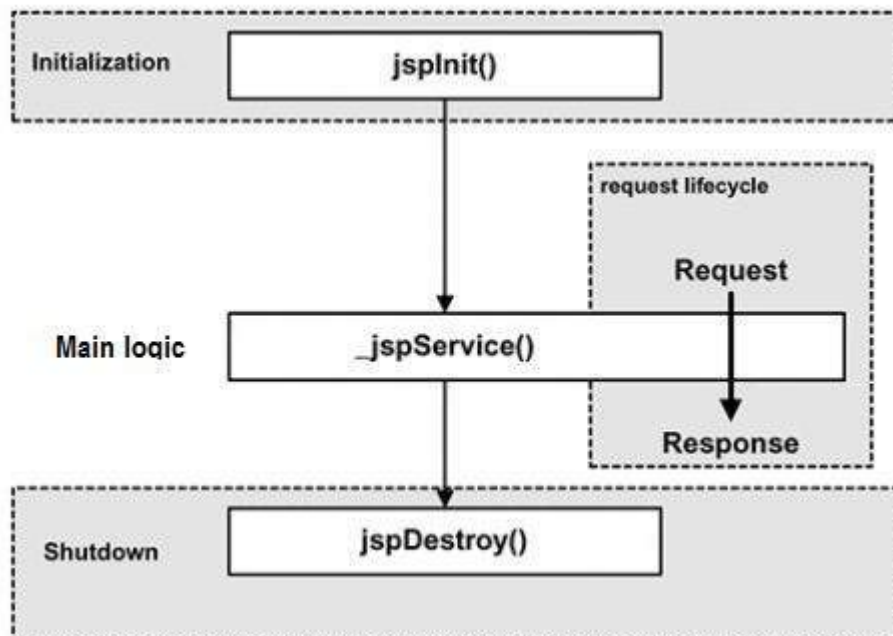 Initialization
jspInit()
request lifecycle
Request
Main logic
_jspService()
Response
jspDestroy()
Shutdown